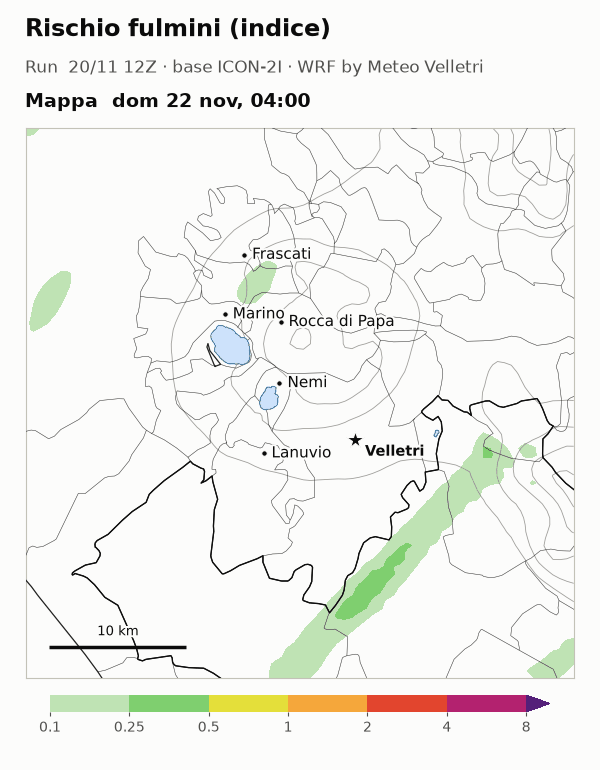 Rischio fulmini (indice)
Run  20/11 12Z · base ICON-2I · WRF by Meteo Velletri
Mappa  dom 22 nov, 04:00
Frascati
Marino
Rocca di Papa
Nemi
Velletri
Lanuvio
10 km
0.1 0.25 0.5 1 2 4 8